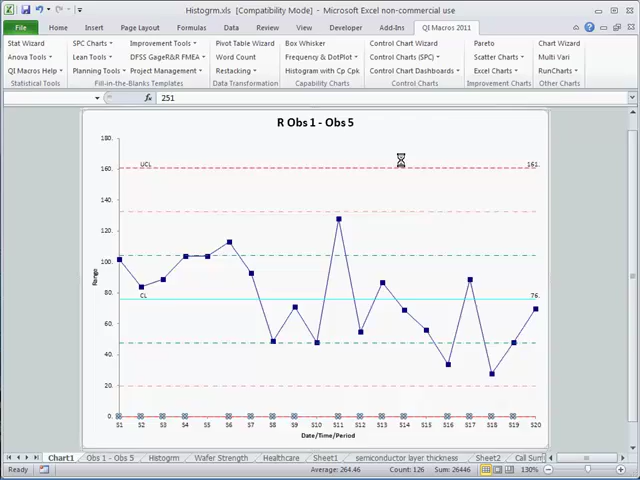 Histogrm.xls [Compatibility Mode] - Microsoft Excel non-commercial use
File Home Insert Page Layout Formulas Data Review View Developer Add-Ins QI Macros 2011
Stat Wizard SPC Charts Improvement Tools Pivot Table Wizard Box Whisker Control Chart Wizard Pareto Chart Wizard
Anova Tools Lean Tools DFSS GageR&R FMEA Word Count Frequency & DotPlot Control Charts (SPC) Scatter Charts Multi Vari
QI Macros Help Planning Tools Project Management Restacking Histogram with Cp Cpk Control Chart Dashboards Excel Charts RunCharts
Statistical Tools Fill-in-the-Blanks Templates Data Transformation Capability Charts Control Charts Improvement Charts Other Charts
fx 251
R Obs 1 - Obs 5
180.
UCL 161.
160.
140.
120.
100.
Range
CL 76.
80.
60.
40.
20.
0.
S1 S2 S3 S4 S5 S6 S7 S8 S9 S10 S11 S12 S13 S14 S15 S16 S17 S18 S19 S20
Date/Time/Period
Chart1 Obs 1 - Obs 5 Histogrm Wafer Strength Healthcare Sheet1 semiconductor layer thickness Sheet2 Call Sum
Ready Average: 264.46 Count: 126 Sum: 26446 130%